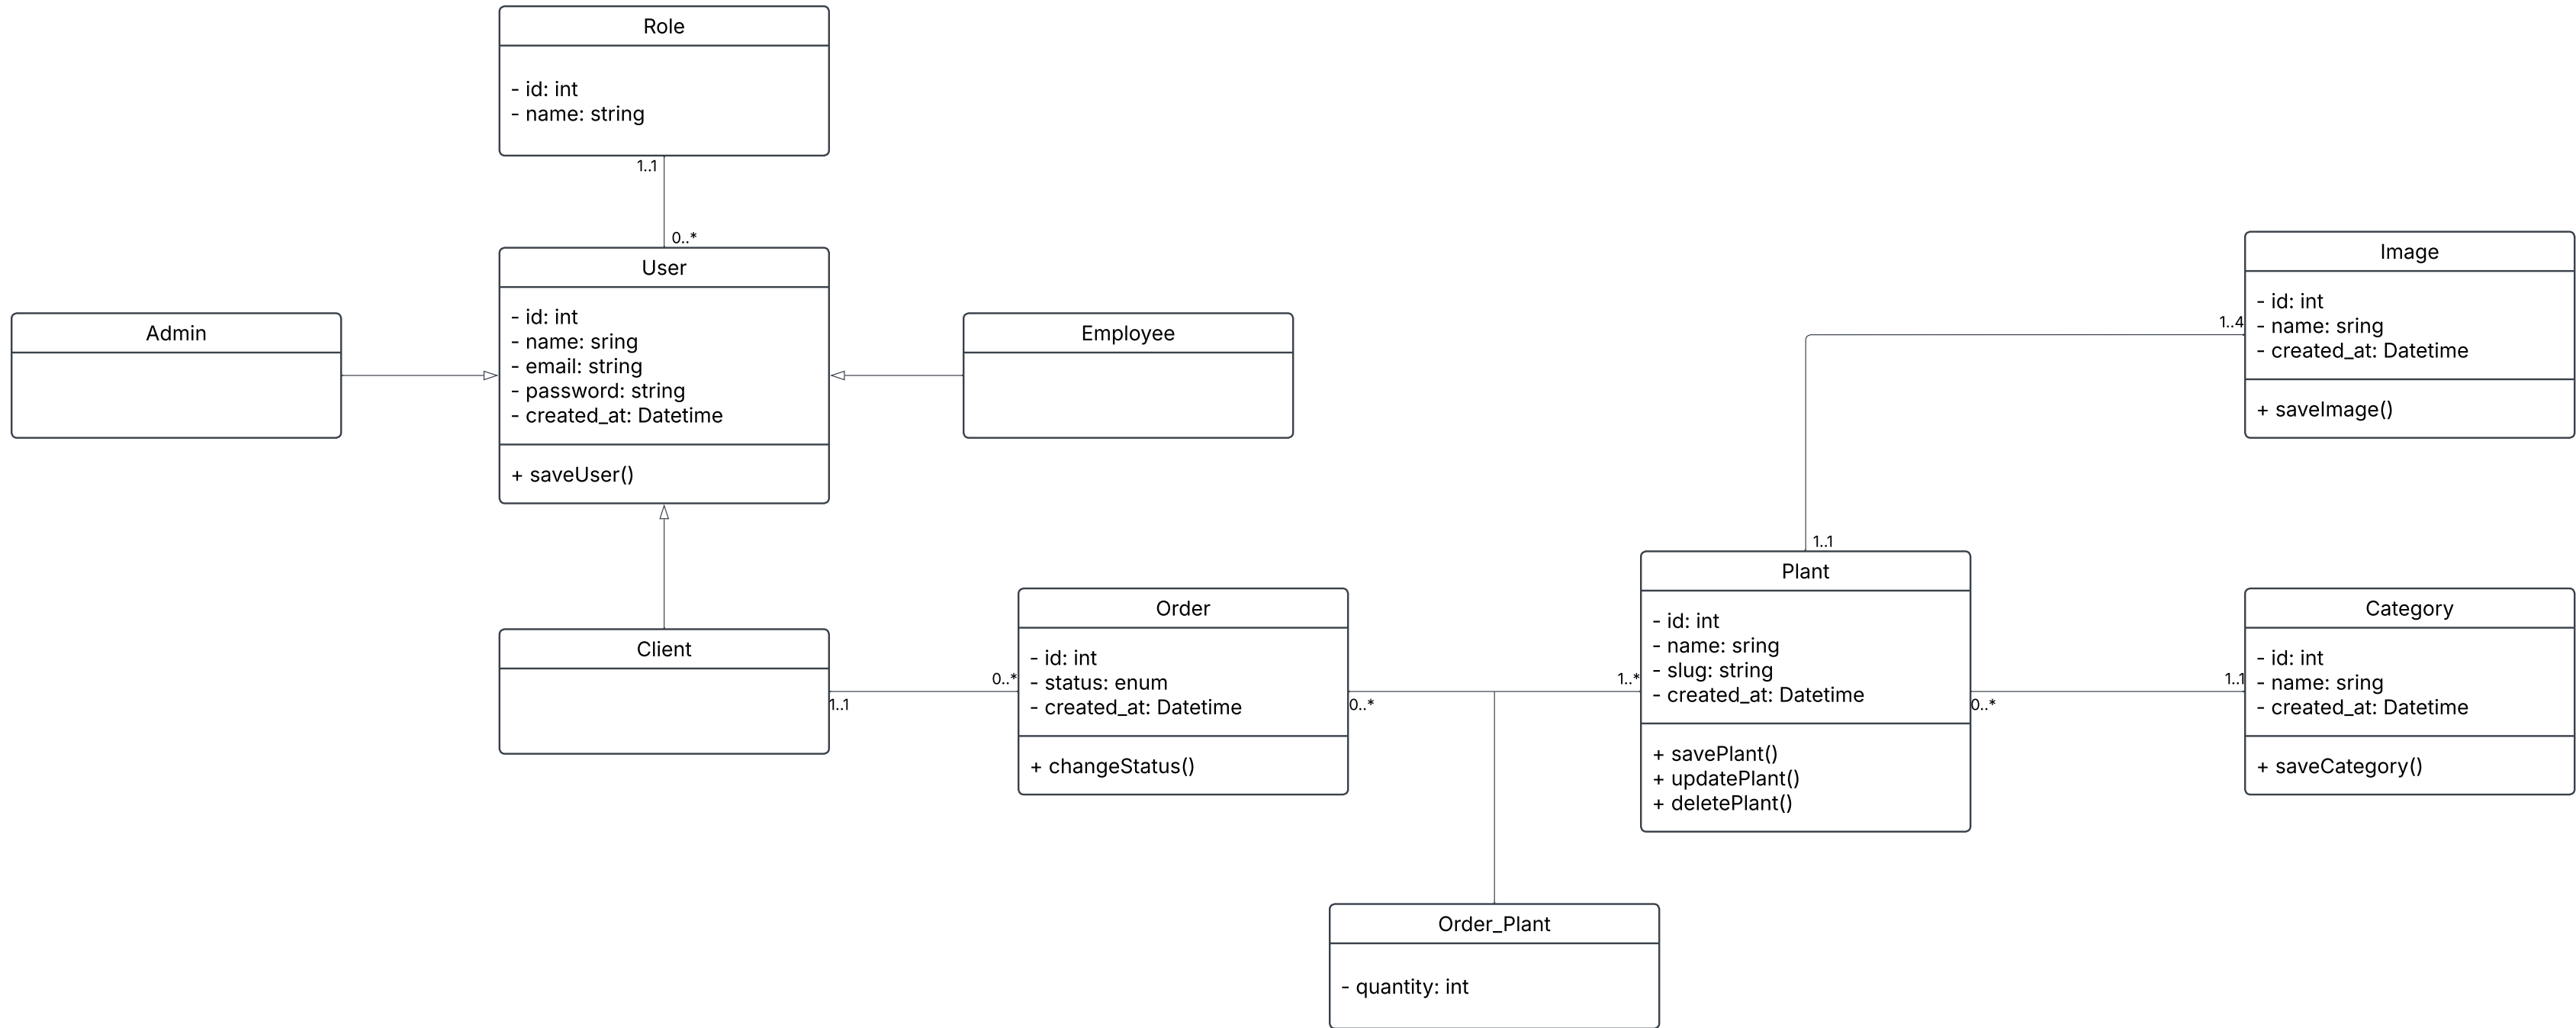 Role
- id: int
- name: string
1..1
0..*
User
- id: int
- name: sring
- email: string
- password: string
- created_at: Datetime
+ saveUser()
Admin
Employee
Client
1..1
0..*
Order
- id: int
- status: enum
- created_at: Datetime
+ changeStatus()
0..*
1..*
Order_Plant
- quantity: int
Plant
- id: int
- name: sring
- slug: string
- created_at: Datetime
+ savePlant()
+ updatePlant()
+ deletePlant()
1..1
1..4
Image
- id: int
- name: sring
- created_at: Datetime
+ saveImage()
0..*
1..1
Category
- id: int
- name: sring
- created_at: Datetime
+ saveCategory()